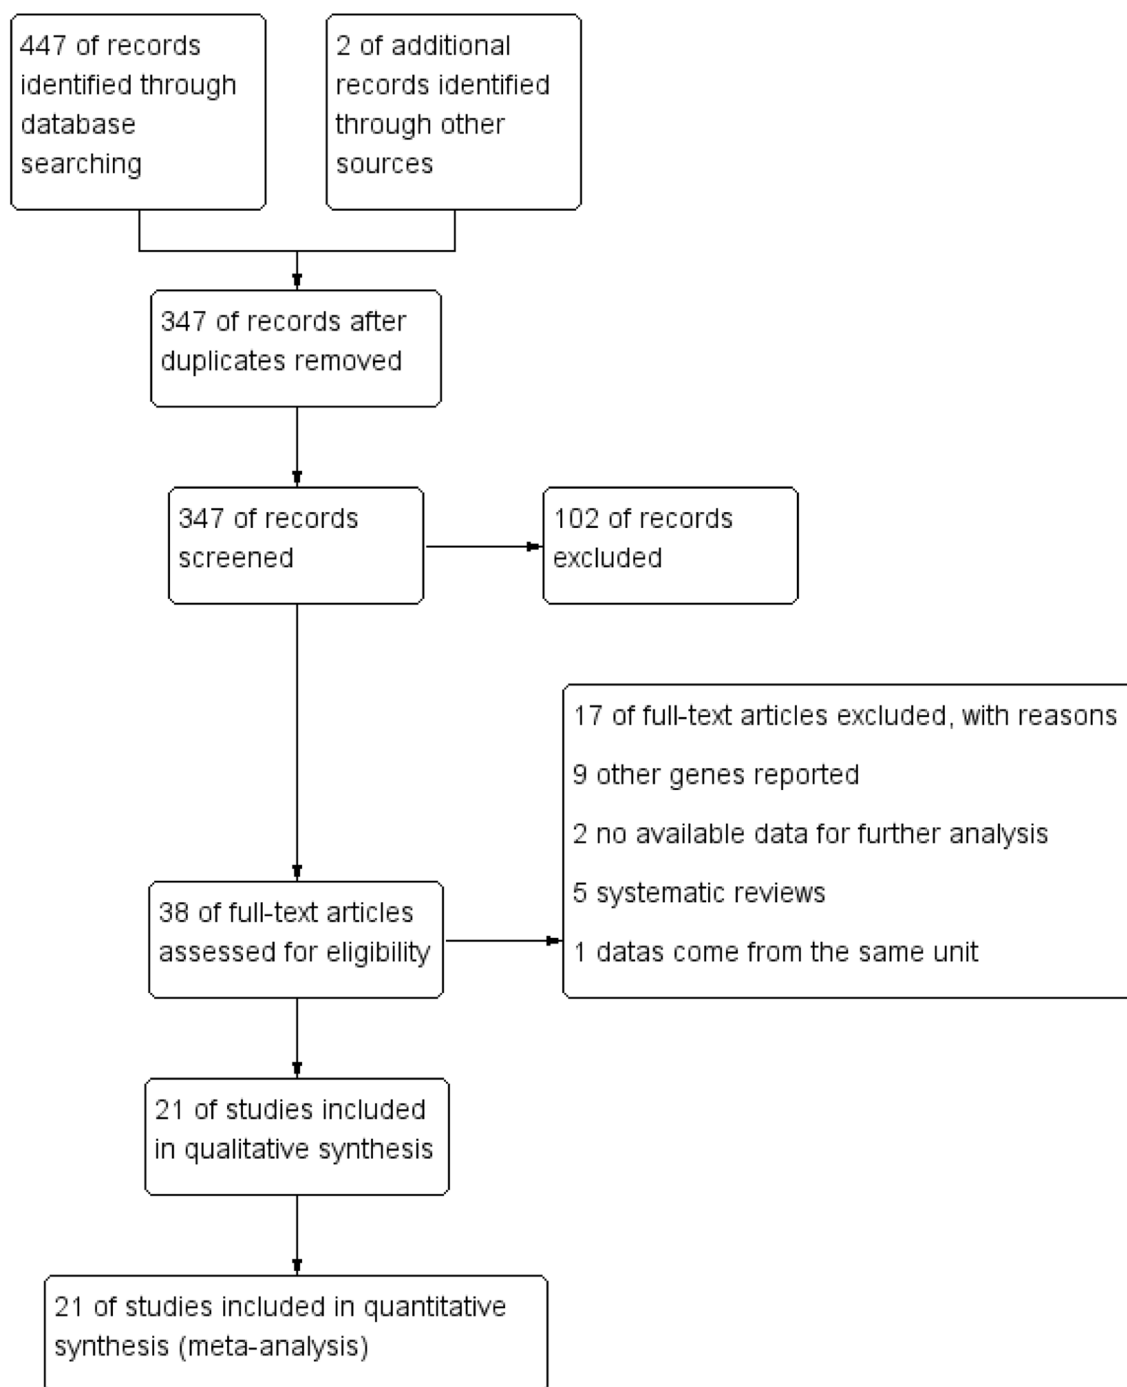 447 of records
identified through
database
searching
2 of additional
records identified
through other
sources
347 of records after
duplicates removed
347 of records
screened
102 of records
excluded
17 of full-text articles excluded, with reasons
9 other genes reported
2 no available data for further analysis
5 systematic reviews
1 datas come from the same unit
38 of full-text articles
assessed for eligibility
21 of studies included
in qualitative synthesis
21 of studies included in quantitative
synthesis (meta-analysis)